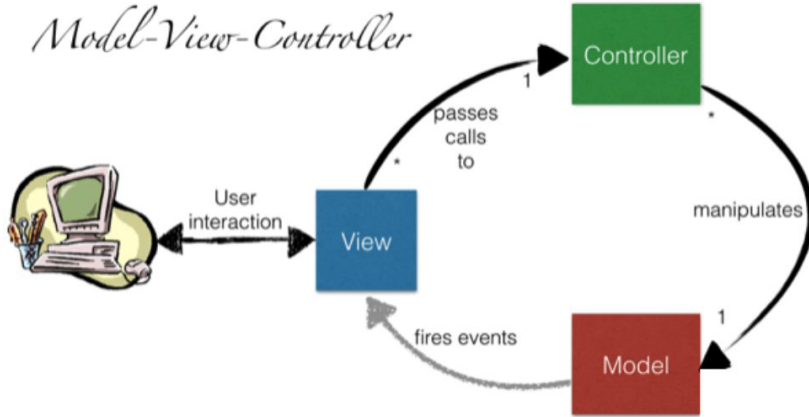 Model-View-Controller
Controller
1
passes
calls
to
*
*
User
interaction
View
manipulates
fires events
1
Model